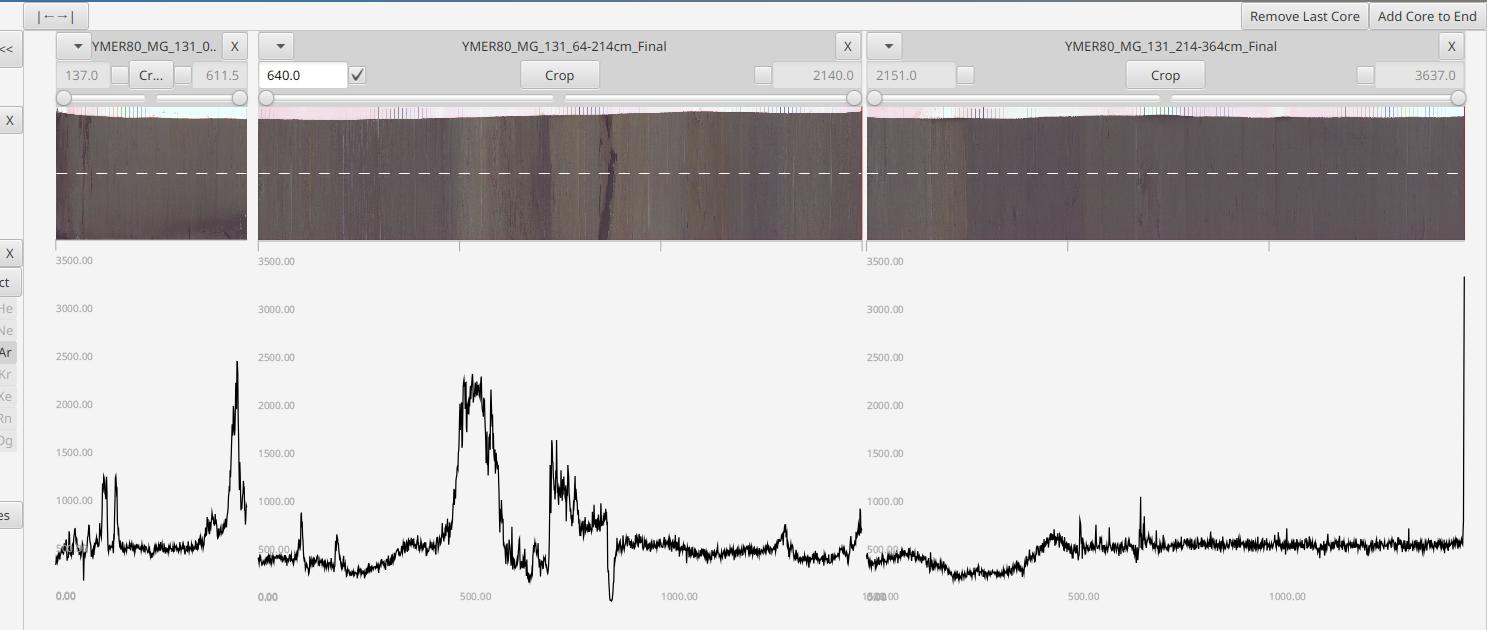 |←→|
Remove Last Core Add Core to End
<< YMER80_MG_131_0.. X YMER80_MG_131_64-214cm_Final X YMER80_MG_131_214-364cm_Final X
137.0 Cr... 611.5 640.0 Crop 2140.0 2151.0 Crop 3637.0
X
X
ct
He
Ne
Ar
Kr
Xe
Rn
Og
es
3500.00 3500.00 3500.00
3000.00 3000.00 3000.00
2500.00 2500.00 2500.00
2000.00 2000.00 2000.00
1500.00 1500.00 1500.00
1000.00 1000.00 1000.00
500.00 500.00 500.00
0.00 0.00 500.00 1000.00 500.00 1000.00